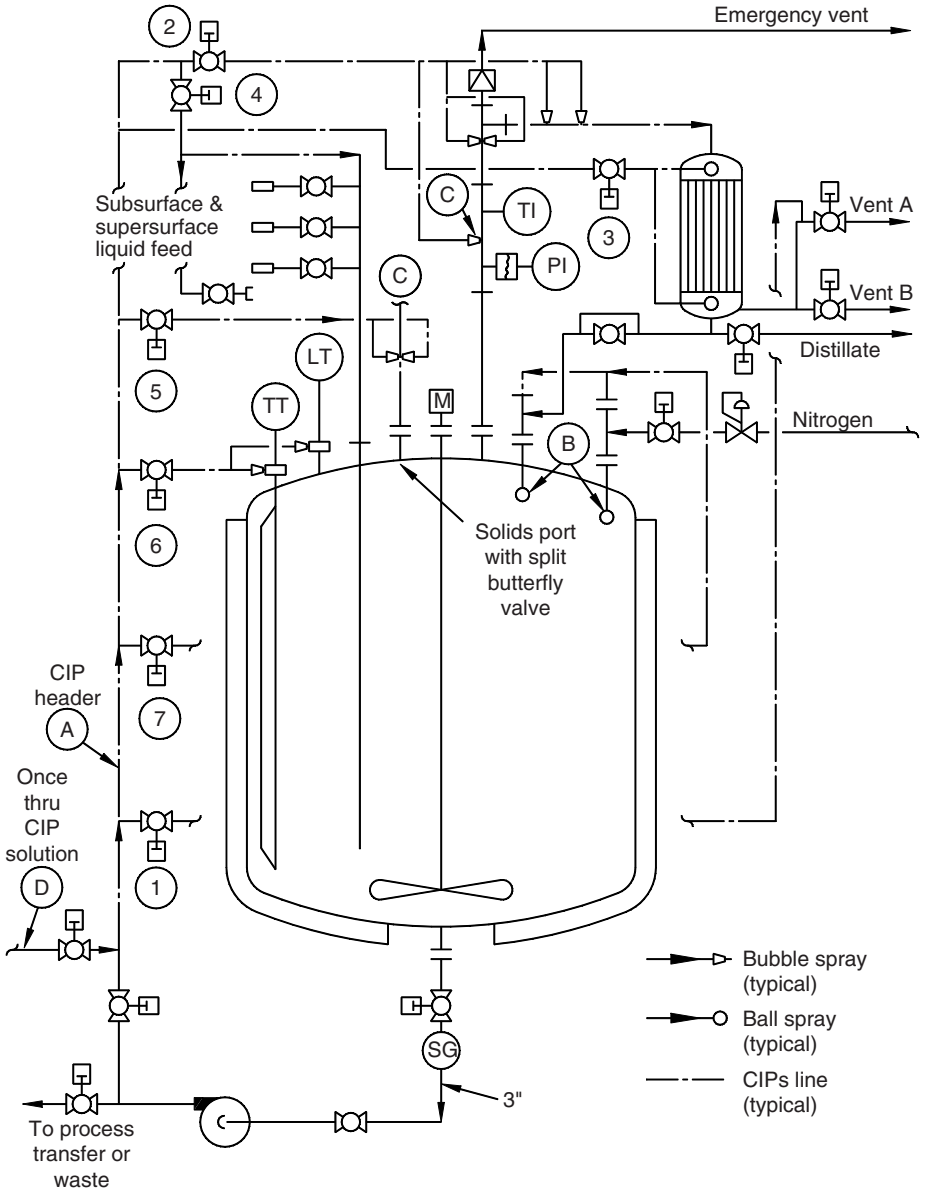 Emergency vent
2
4
Subsurface &
supersurface
liquid feed
C
TI
3
PI
Vent A
Vent B
C
Distillate
LT
5
TT
M
Nitrogen
B
6
Solids port
with split
butterfly
valve
CIP
header
A
7
Once
thru
CIP
solution
D
1
Bubble spray
(typical)
Ball spray
(typical)
SG
CIPs line
(typical)
3"
To process
transfer or
waste